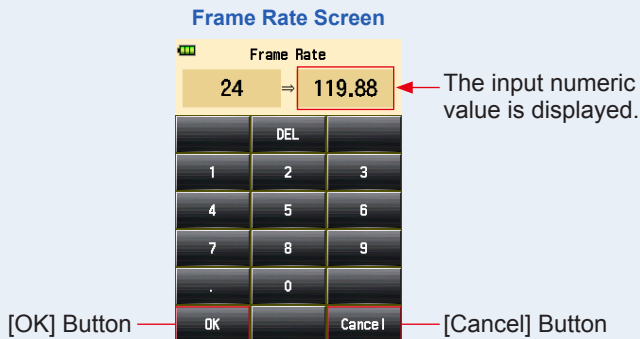 Frame Rate Screen
Frame Rate
24 ⇒ 119.88
The input numeric
value is displayed.
DEL
1 2 3
4 5 6
7 8 9
. 0
[OK] Button OK Cancel [Cancel] Button